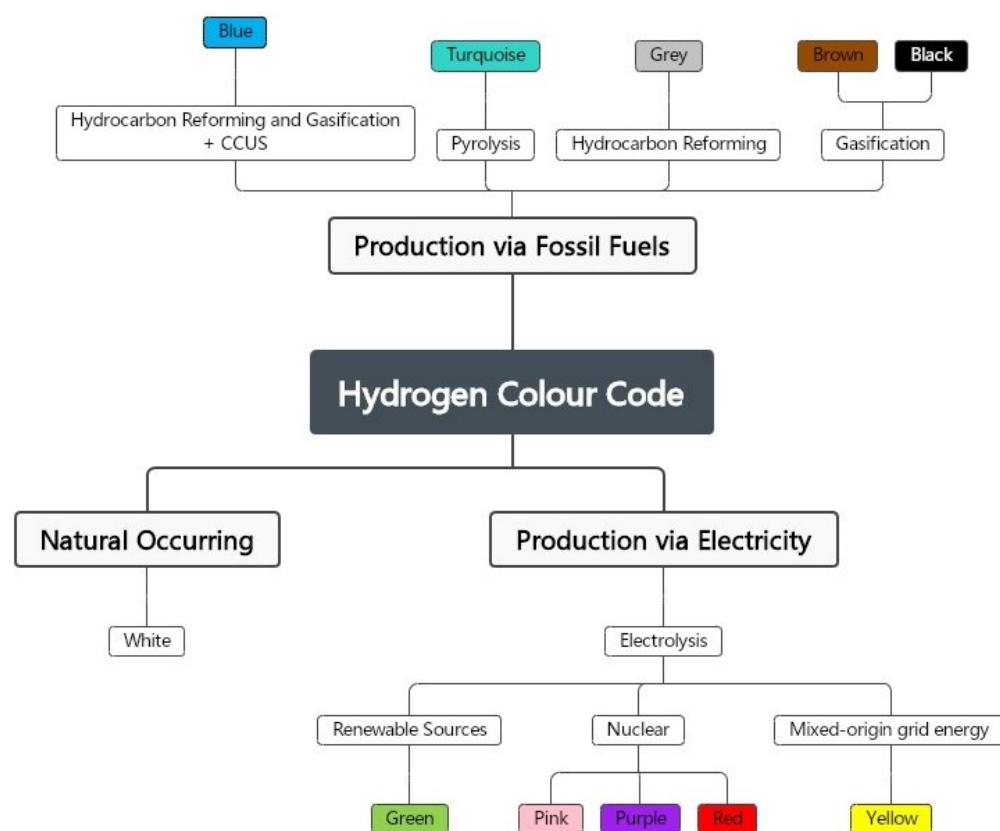 Blue
Turquoise
Grey
Brown
Black
Hydrocarbon Reforming and Gasification
+ CCUS
Pyrolysis
Hydrocarbon Reforming
Gasification
Production via Fossil Fuels
Hydrogen Colour Code
Natural Occurring
Production via Electricity
White
Electrolysis
Renewable Sources
Nuclear
Mixed-origin grid energy
Green
Pink
Purple
Red
Yellow